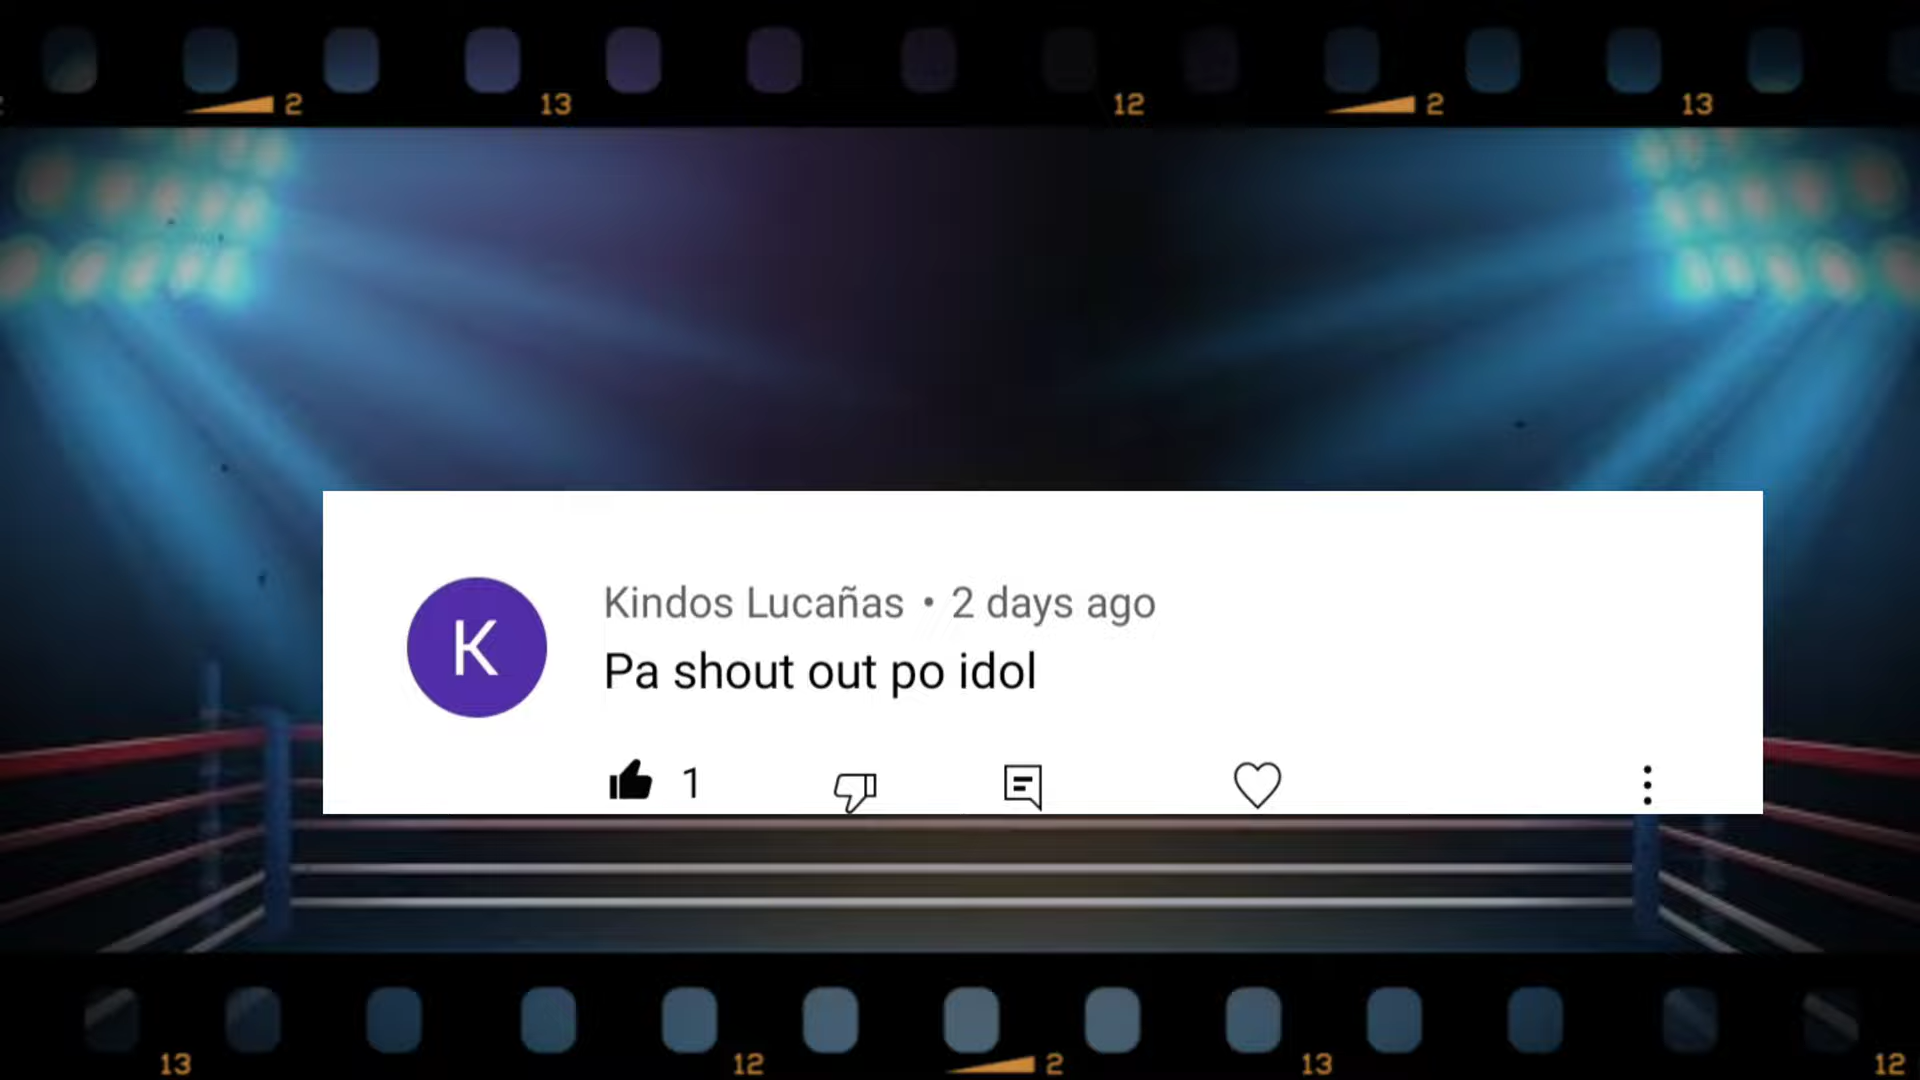 2 13 12 2 13
K
Kindos Lucañas • 2 days ago
Pa shout out po idol
1
13 12 2 13 12